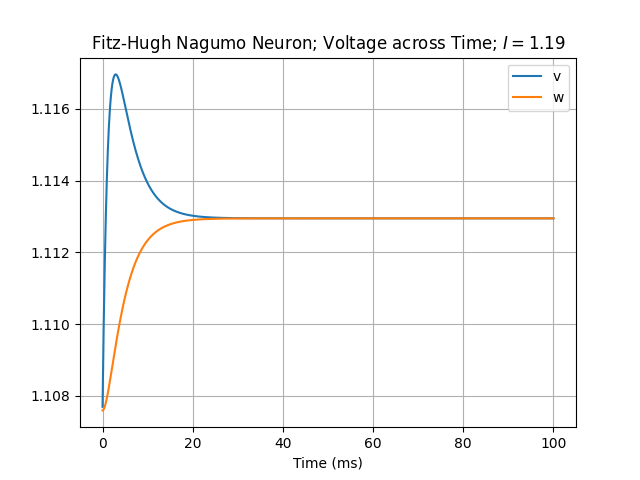 Fitz-Hugh Nagumo Neuron; Voltage across Time; I = 1.19
v
w
1.116
1.114
1.112
1.110
1.108
0 20 40 60 80 100
Time (ms)